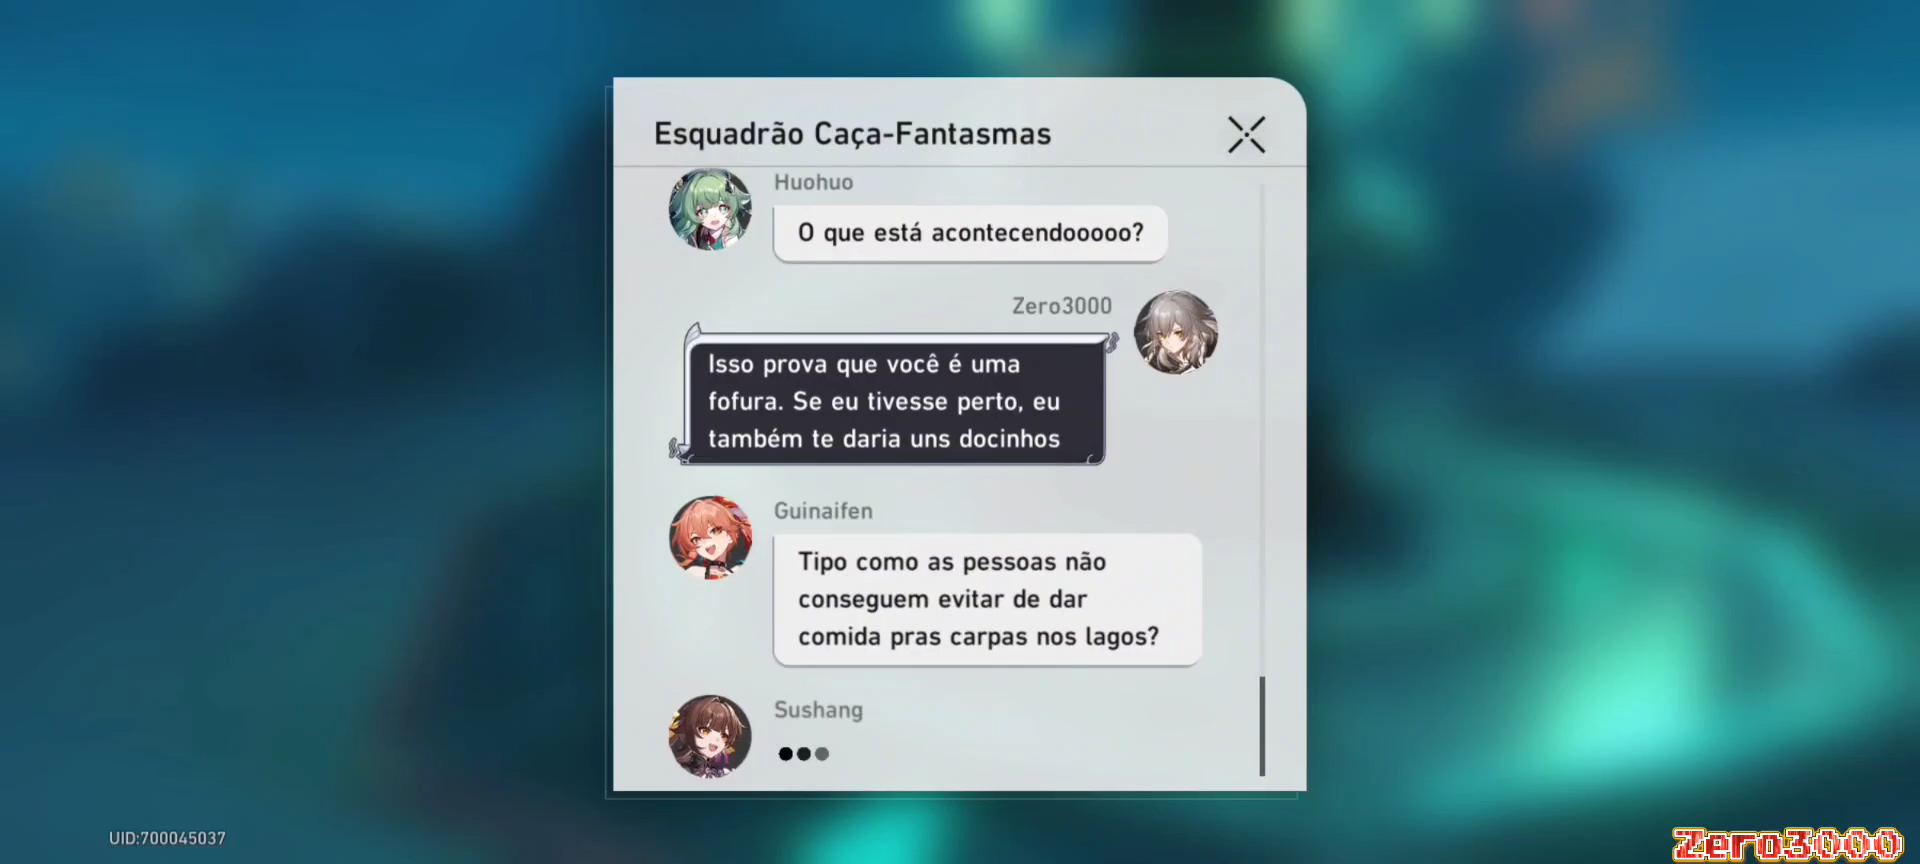 Esquadrão Caça-Fantasmas
Huohuo
O que está acontecendooooo?
Zero3000
Isso prova que você é uma
fofura. Se eu tivesse perto, eu
também te daria uns docinhos
Guinaifen
Tipo como as pessoas não
conseguem evitar de dar
comida pras carpas nos lagos?
Sushang
UID:700045037
Zero3000